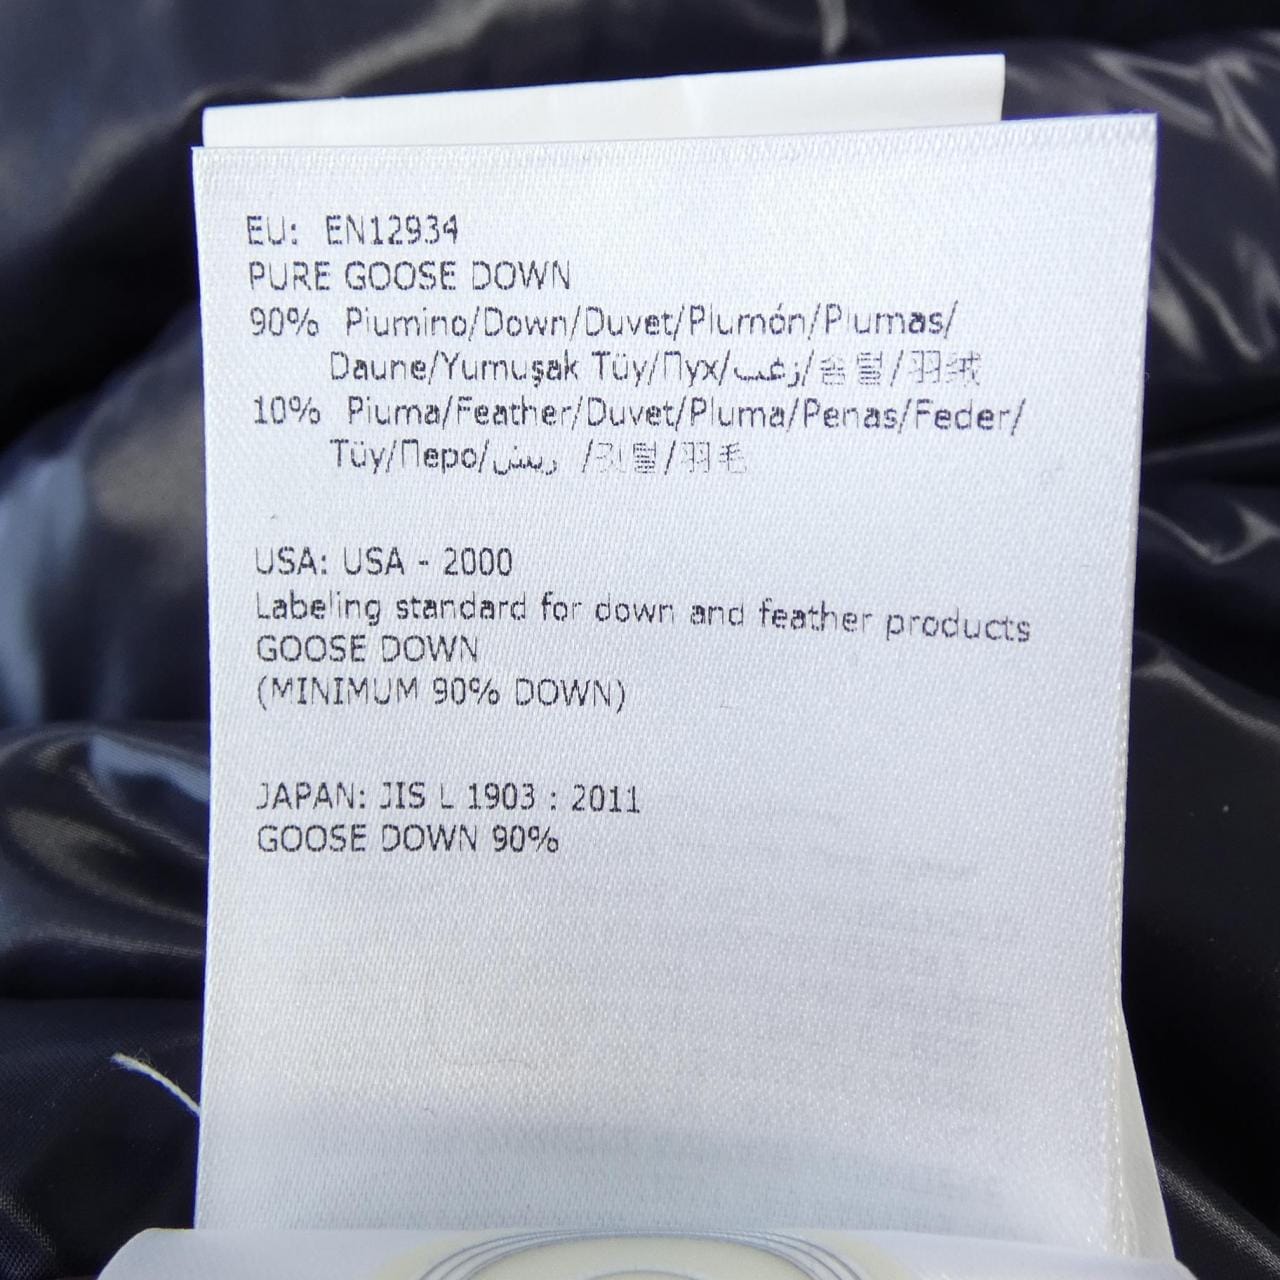 EU: EN12934
PURE GOOSE DOWN
90% Piumino/Down/Duvet/Plumón/Plumas/
Daune/Yumuşak Tüy/Пух/زغب/솜털/羽绒
10% Piuma/Feather/Duvet/Pluma/Penas/Feder/
Tüy/Перо/ريش /깃털/羽毛
USA: USA - 2000
Labeling standard for down and feather products
GOOSE DOWN
(MINIMUM 90% DOWN)
JAPAN: JIS L 1903 : 2011
GOOSE DOWN 90%